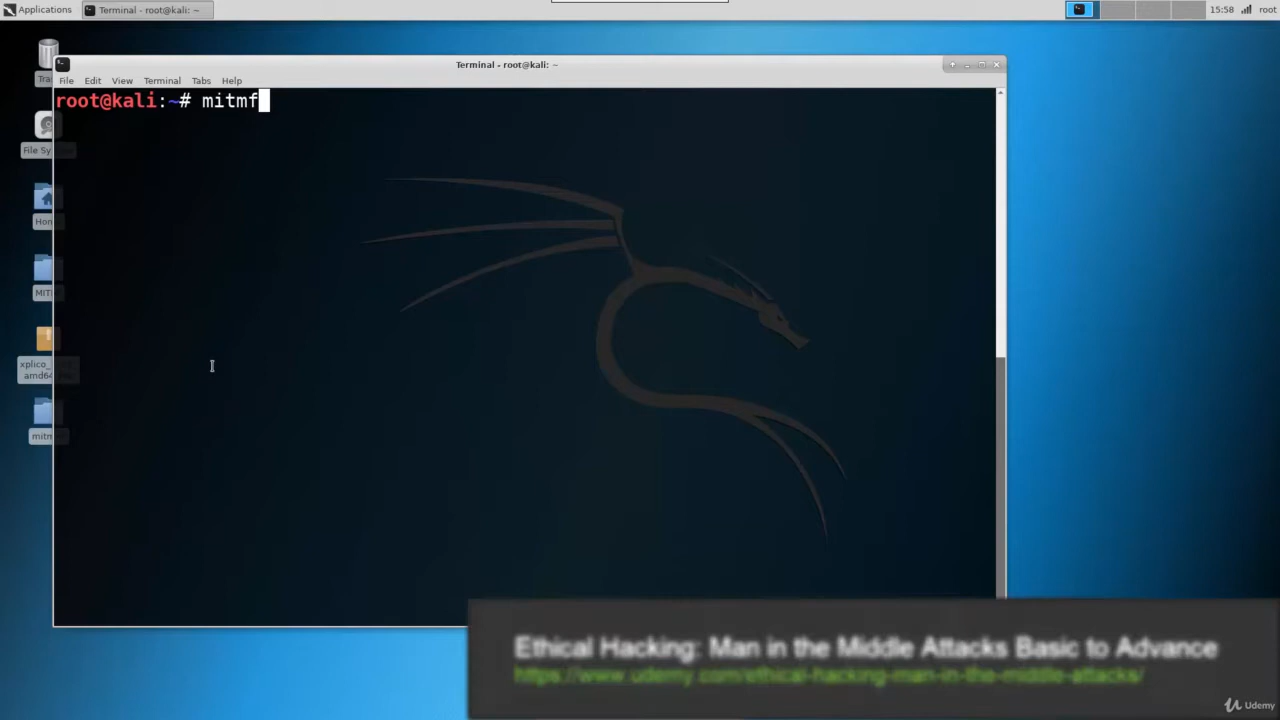 Applications
Terminal - root@kali: ~
15:58
root
Terminal - root@kali: ~
File Edit View Terminal Tabs Help
root@kali:~# mitmf
File Sy
xplico_
amd64
Ethical Hacking: Man in the Middle Attacks Basic to Advance
https://www.udemy.com/ethical-hacking-man-in-the-middle-attacks/
Udemy